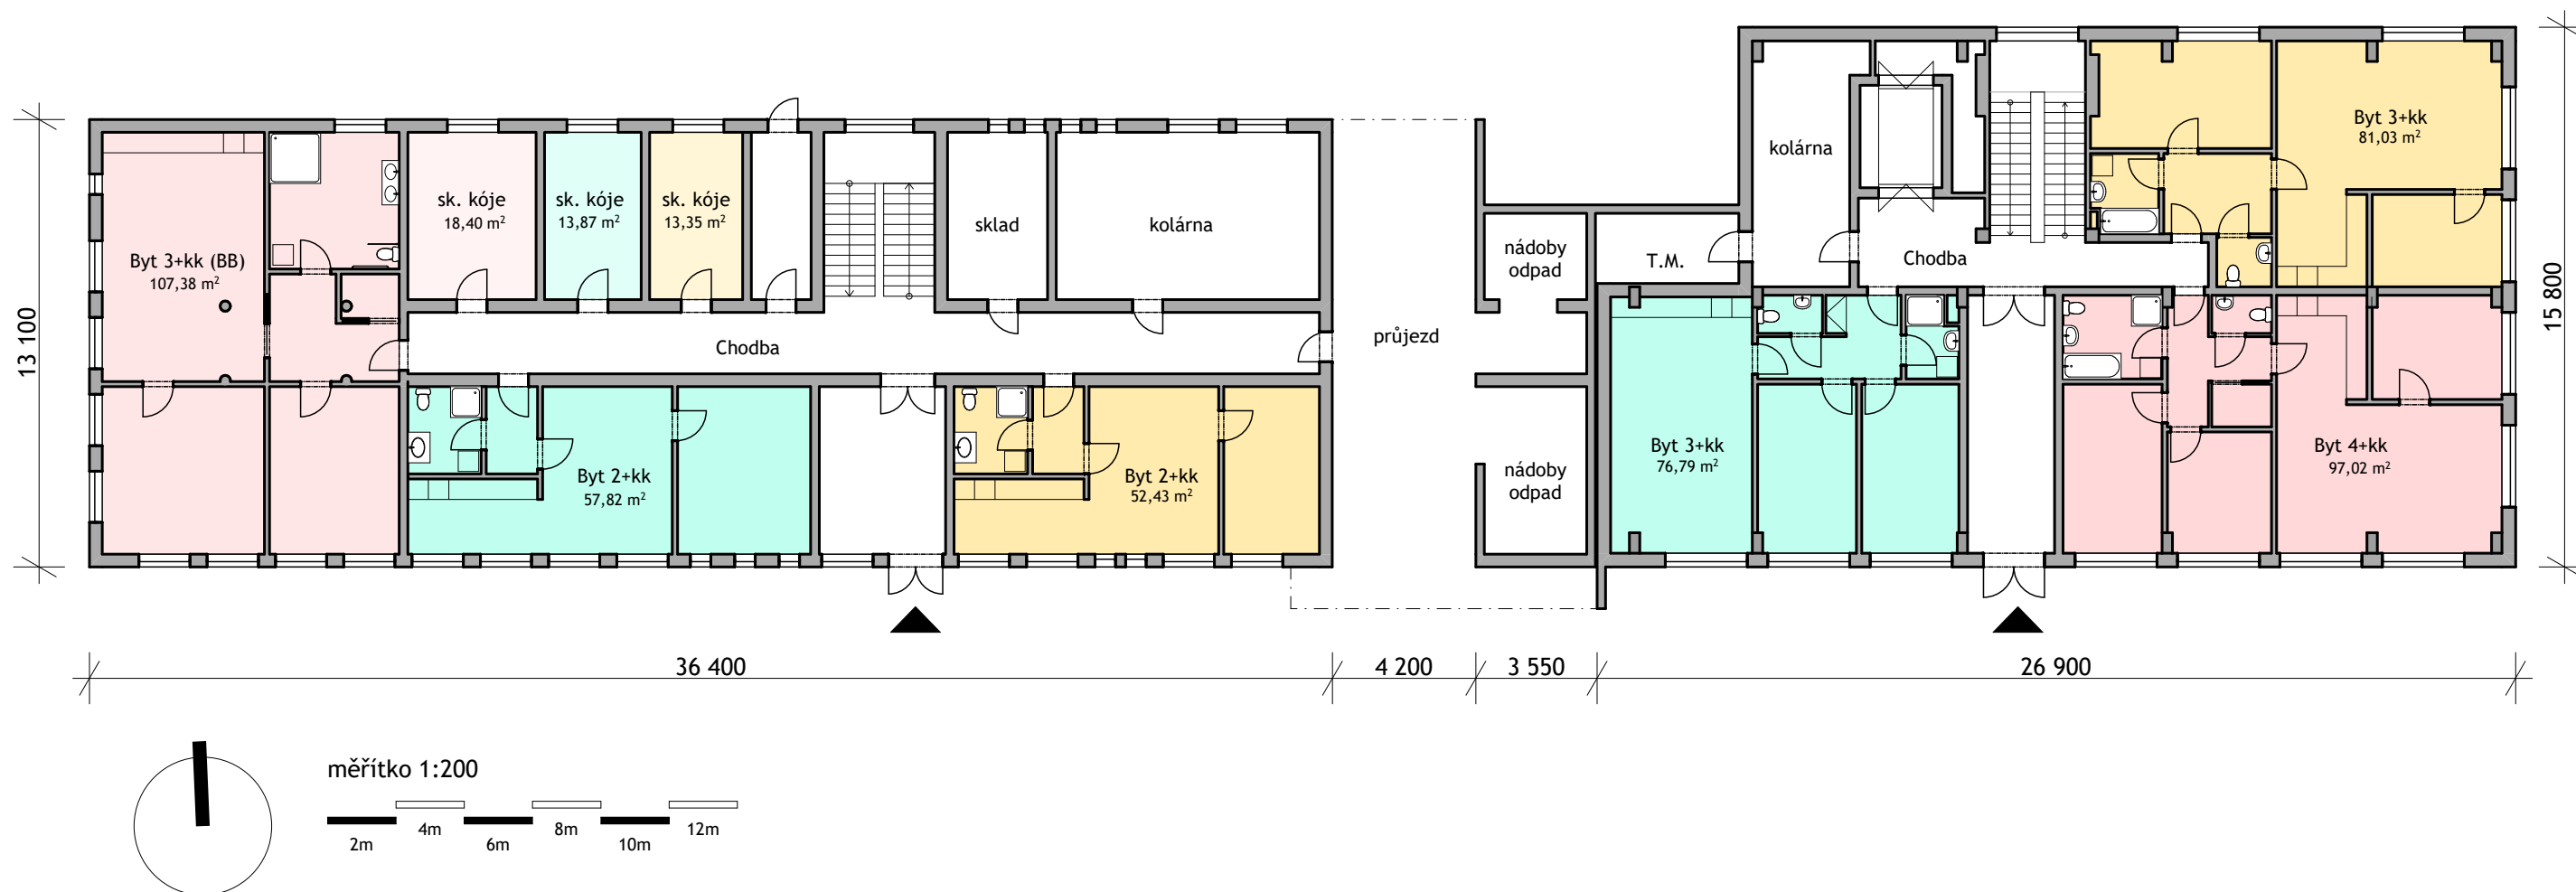 Byt 3+kk (BB)
107,38 m²
sk. kóje
18,40 m²
sk. kóje
13,87 m²
sk. kóje
13,35 m²
sklad
kolárna
Chodba
Byt 2+kk
57,82 m²
Byt 2+kk
52,43 m²
průjezd
nádoby
odpad
nádoby
odpad
T.M.
kolárna
Chodba
Byt 3+kk
81,03 m²
Byt 3+kk
76,79 m²
Byt 4+kk
97,02 m²
13 100
15 800
36 400
4 200
3 550
26 900
měřítko 1:200
2m
4m
6m
8m
10m
12m